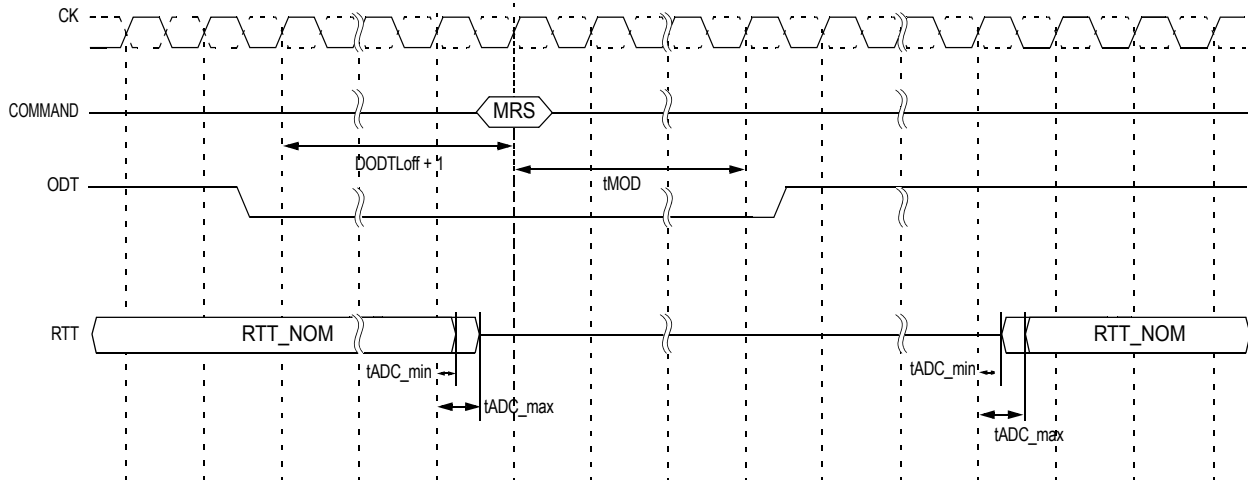 CK
COMMAND
MRS
DODTLoff + 1
tMOD
ODT
RTT
RTT_NOM
RTT_NOM
tADC_min
tADC_min
tADC_max
tADC_max